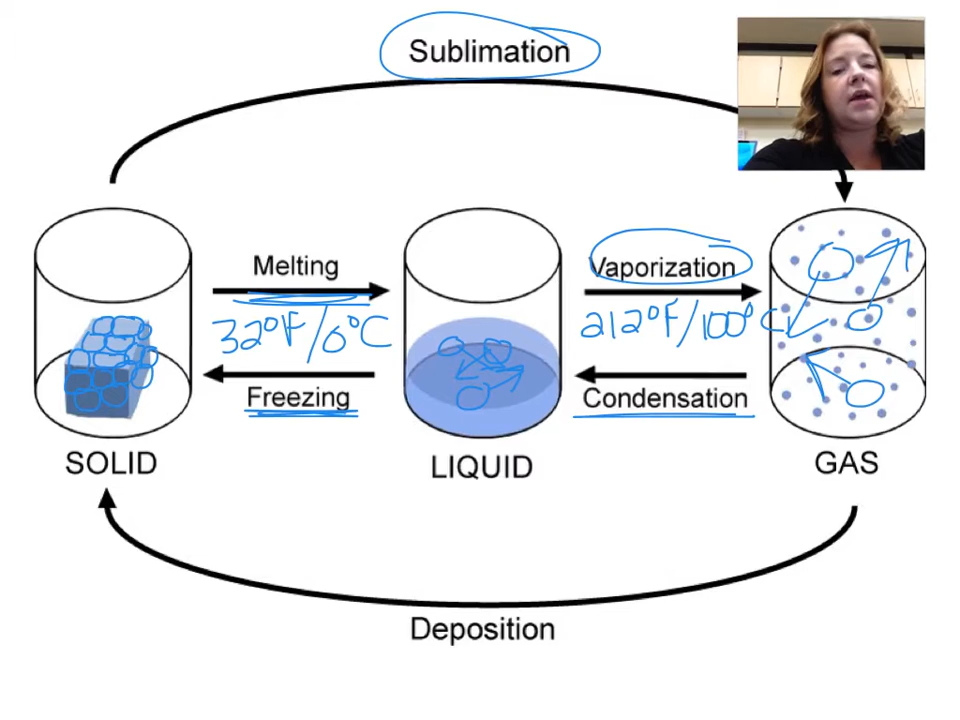 Sublimation
Melting
Vaporization
32°F/0°C
212°F/100°C
Freezing
Condensation
SOLID
LIQUID
GAS
Deposition